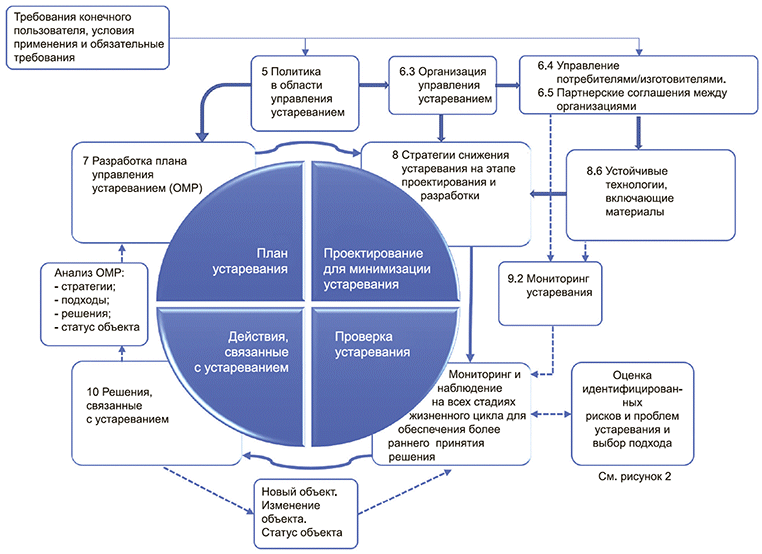 Требования конечного
пользователя, условия
применения и обязательные
требования
5 Политика
в области
управления
устареванием
6.3 Организация
управления
устареванием
6.4 Управление
потребителями/изготовителями.
6.5 Партнерские соглашения между
организациями
7 Разработка плана
управления
устареванием (OMP)
8 Стратегии снижения
устаревания на этапе
проектирования и
разработки
8.6 Устойчивые
технологии,
включающие
материалы
План
устаревания
Проектирование
для минимизации
устаревания
9.2 Мониторинг
устаревания
Анализ OMP:
- стратегии;
- подходы;
- решения;
- статус объекта
Действия,
связанные
с устареванием
Проверка
устаревания
10 Решения,
связанные
с устареванием
Мониторинг и
наблюдение
на всех стадиях
жизненного цикла для
обеспечения более
раннего принятия
решения
Оценка
идентифицирован-
ных
рисков и проблем
устаревания и
выбор подхода
См. рисунок 2
Новый объект.
Изменение
объекта.
Статус объекта